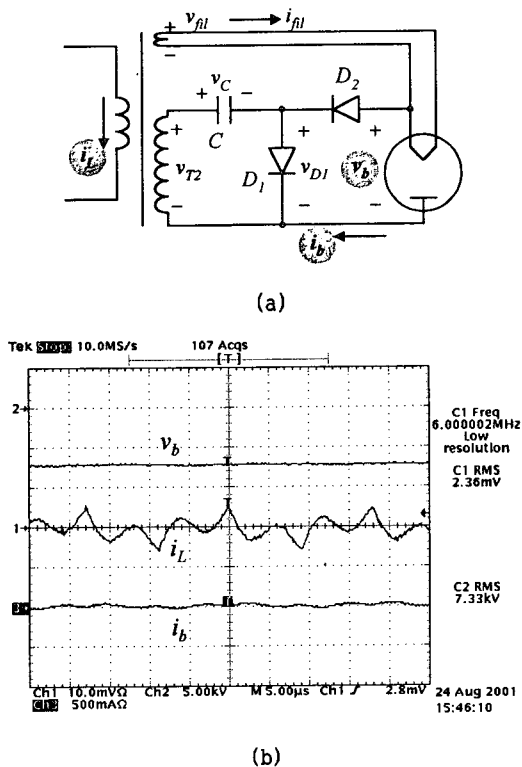 v_fil i_fil
+
−
+ v_C − D_2
C
+ + +
i_L v_T2 D_1 v_D1 v_b
− − −
i_b
(a)
Tek Stop 10.0MS/s 107 Acqs
[ T ]
2→
C1 Freq
6.000002MHz
Low
resolution
v_b
C1 RMS
2.36mV
1→
i_L
C2 RMS
7.33kV
i_b
Ch1 10.0mVΩ Ch2 5.00kV M 5.00µs Ch1 ∫ 2.8mV
500mAΩ
24 Aug 2001
15:46:10
(b)